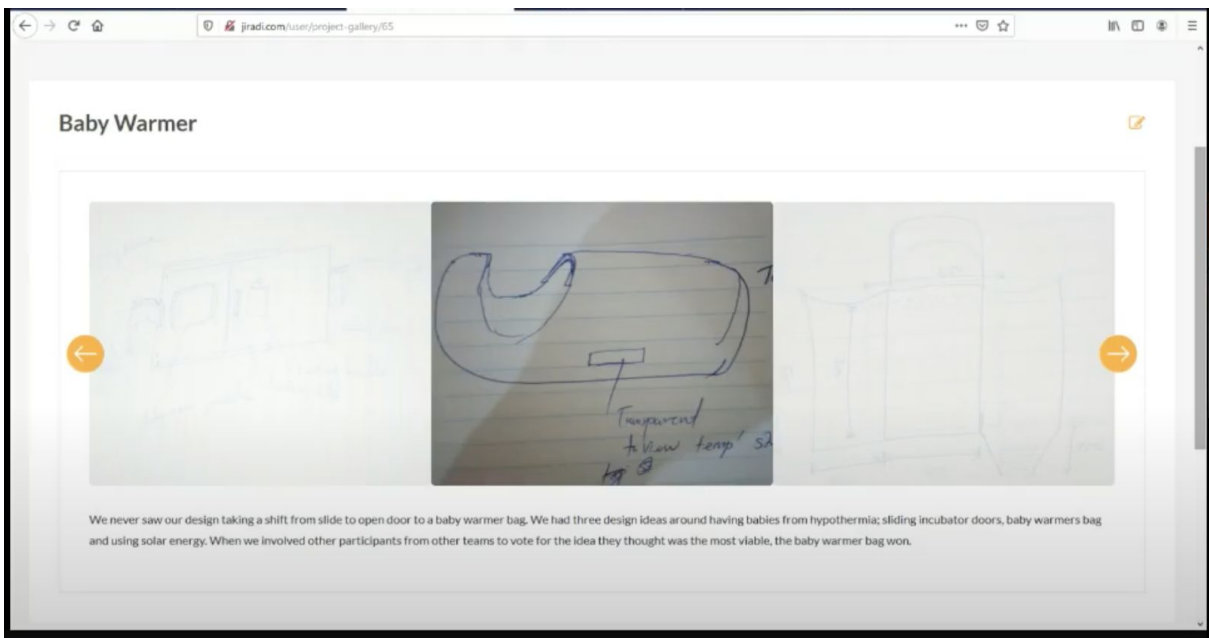 jiradi.com/user/project-gallery/65
Baby Warmer
Transparent
to view temp'
We never saw our design taking a shift from slide to open door to a baby warmer bag. We had three design ideas around having babies from hypothermia; sliding incubator doors, baby warmers bag
and using solar energy. When we involved other participants from other teams to vote for the idea they thought was the most viable, the baby warmer bag won.